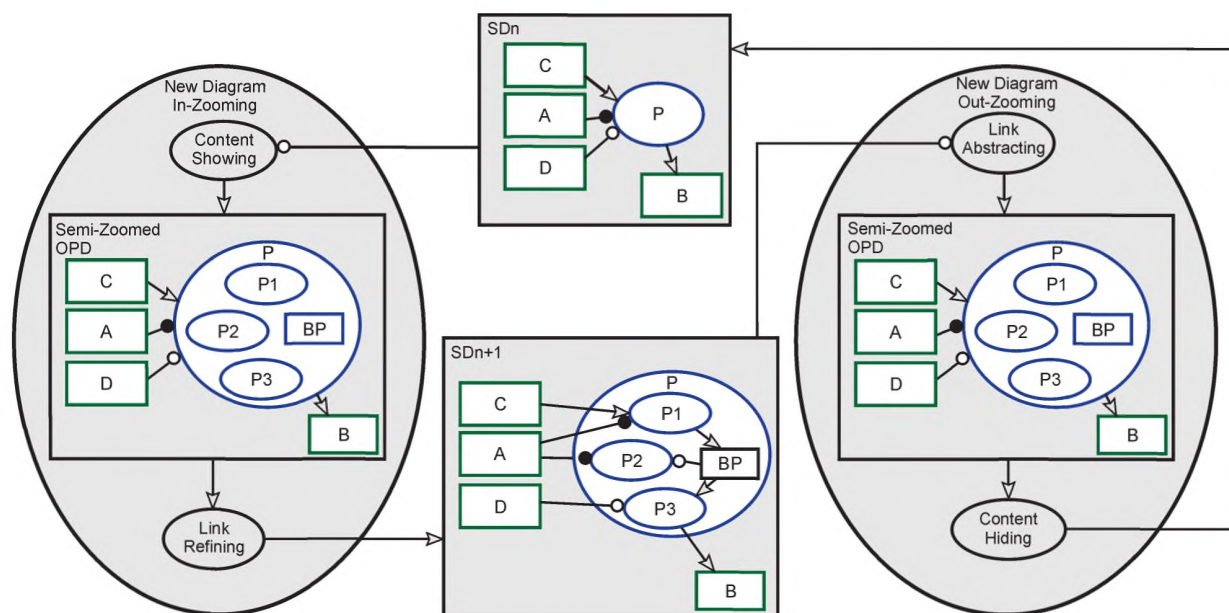 SDn
C
A
D
P
B
New Diagram
In-Zooming
Content
Showing
Semi-Zoomed
OPD
C
A
D
P
P1
P2
BP
P3
B
Link
Refining
SDn+1
C
A
D
P
P1
P2
BP
P3
B
New Diagram
Out-Zooming
Link
Abstracting
Semi-Zoomed
OPD
C
A
D
P
P1
P2
BP
P3
B
Content
Hiding